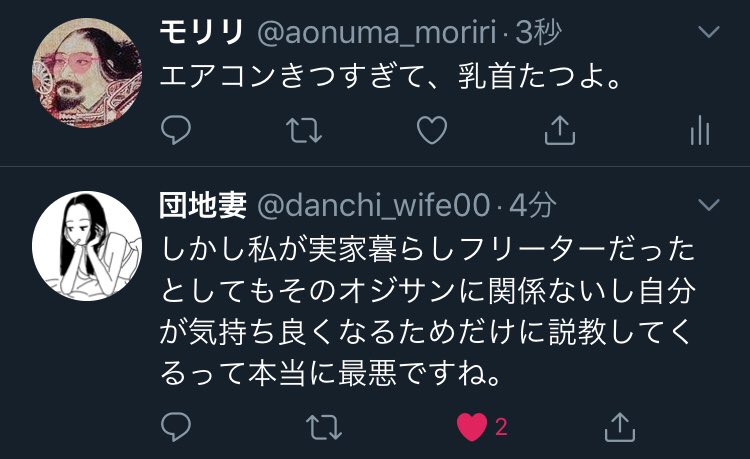 モリリ @aonuma_moriri · 3秒
エアコンきつすぎて、乳首たつよ。
団地妻 @danchi_wife00 · 4分
しかし私が実家暮らしフリーターだった
としてもそのオジサンに関係ないし自分
が気持ち良くなるためだけに説教してく
るって本当に最悪ですね。
2